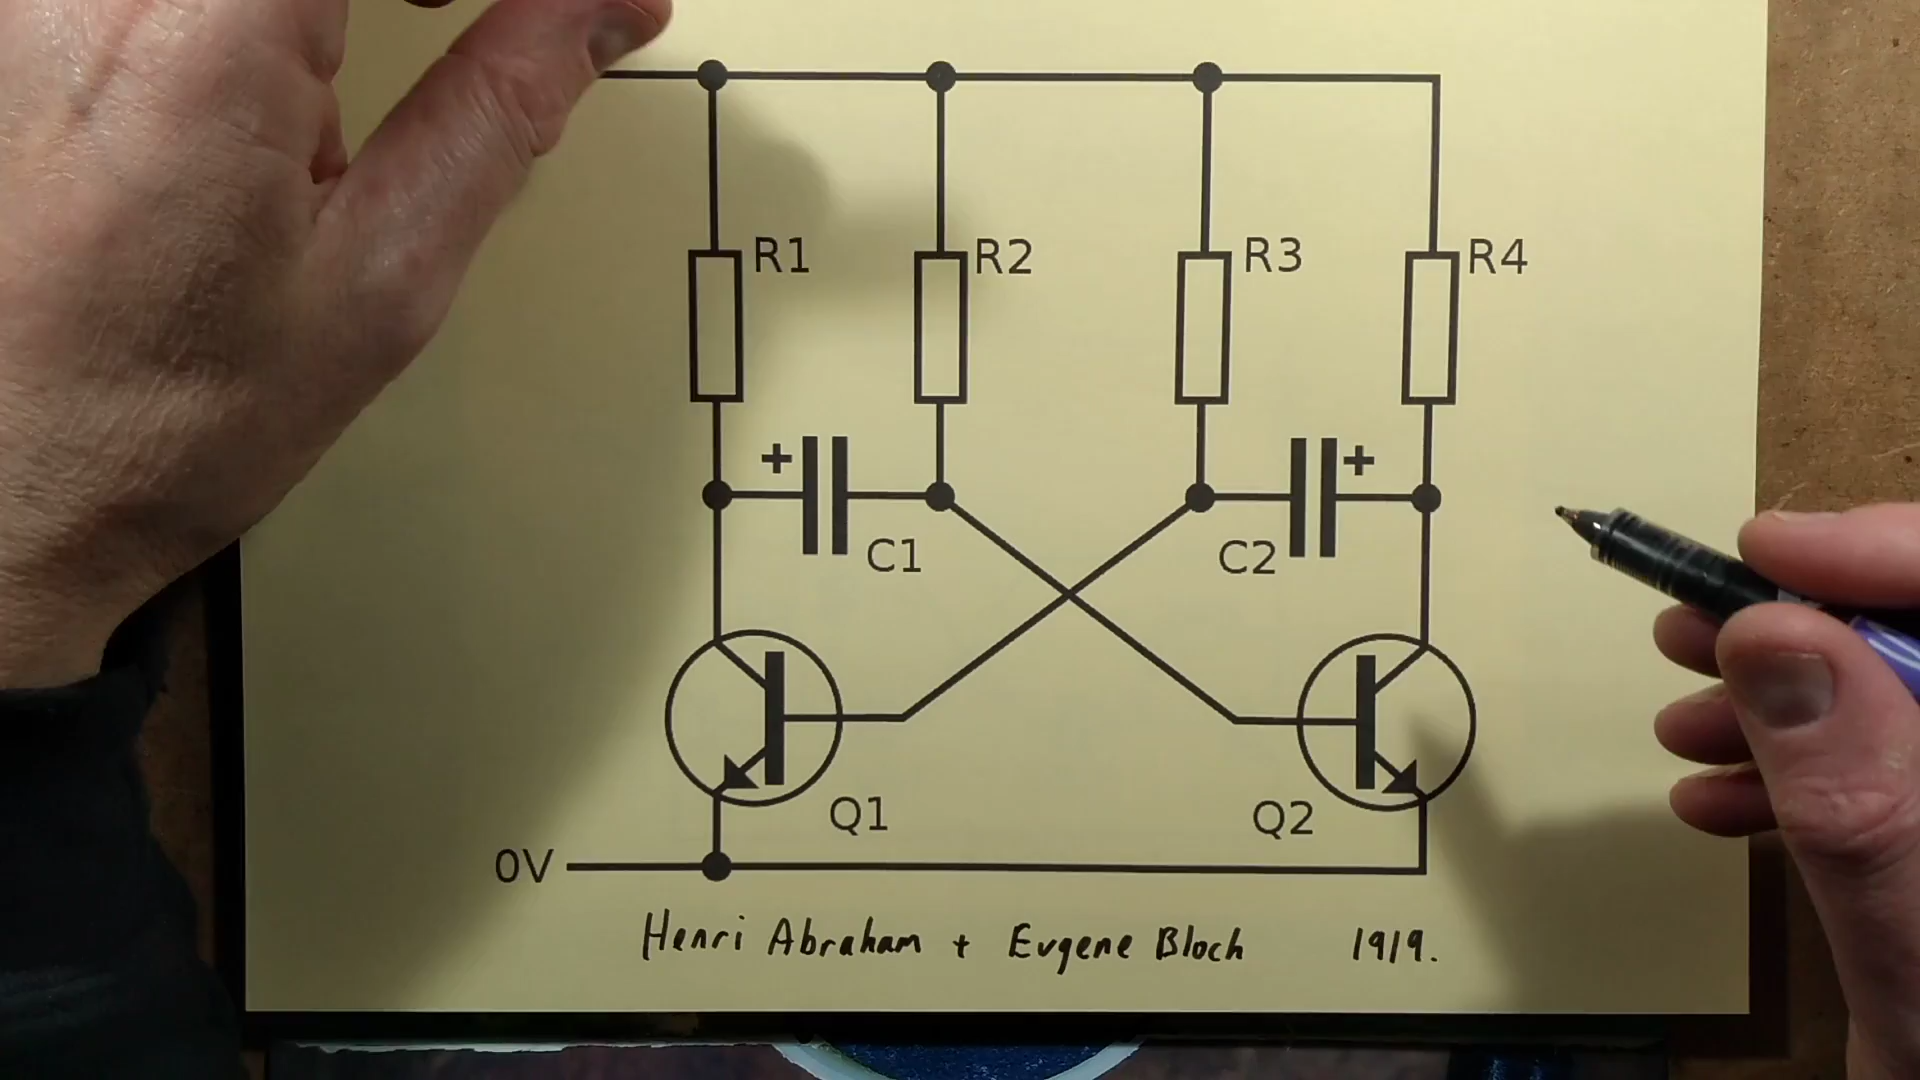 R1 R2 R3 R4
+ +
C1 C2
Q1 Q2
0V
Henri Abraham + Eugene Bloch 1919.